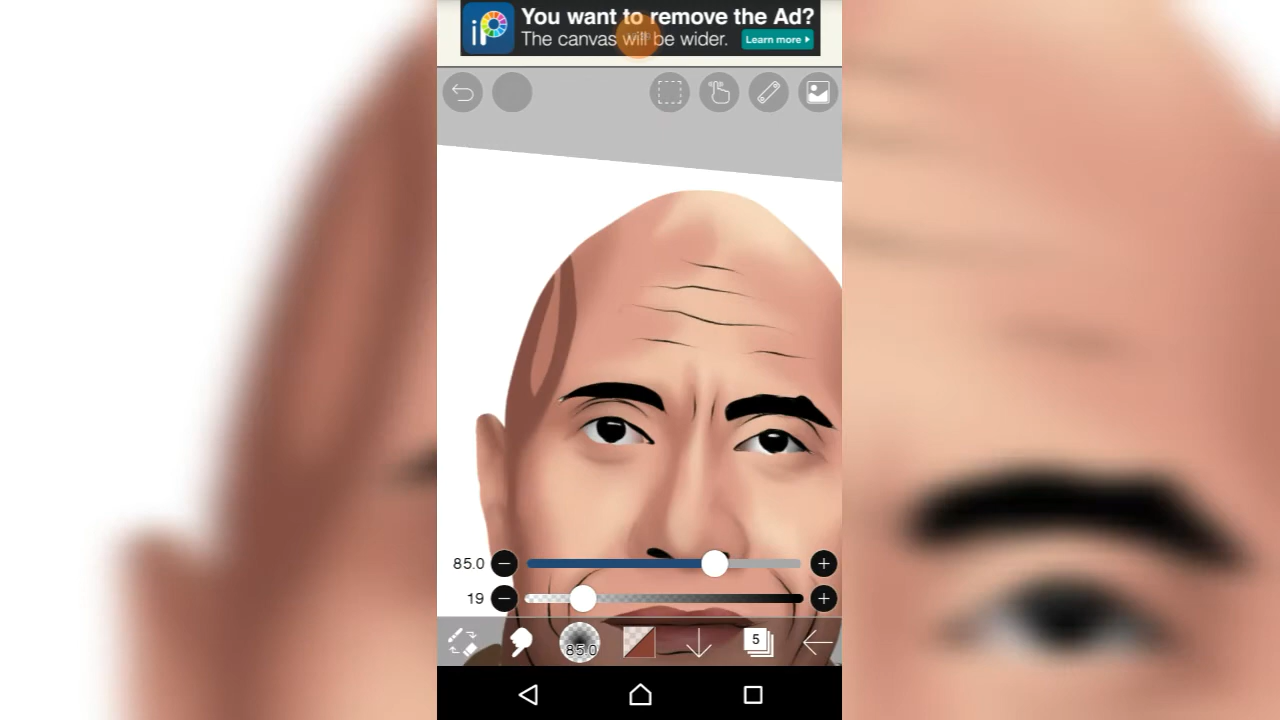 iP
You want to remove the Ad?
The canvas will be wider.
Learn more
85.0
19
85.0
5